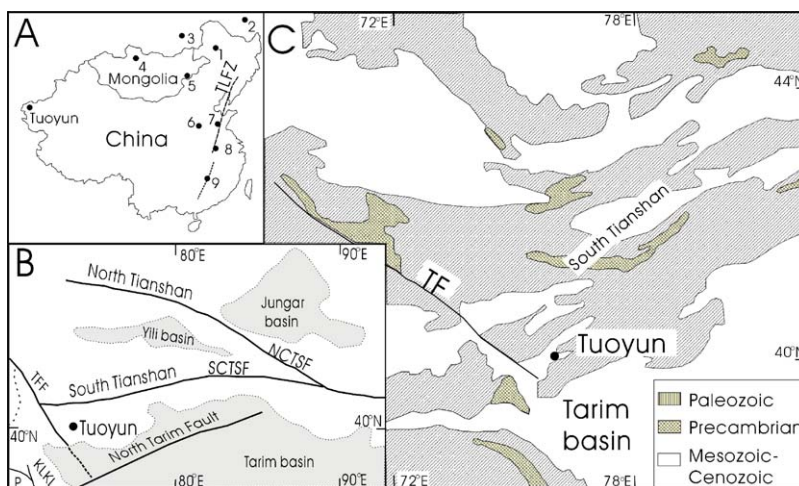 A
2
3
1
4
Mongolia
5
TLFZ
Tuoyun
China
6
7
8
9
C
72°E
78°E
44°N
South Tianshan
TF
Tuoyun
40°N
Tarim
basin
72°E
78°E
Paleozoic
Precambrian
Mesozoic-
Cenozoic
B
80°E
90°E
North Tianshan
Jungar
basin
Yili basin
NCTSF
SCTSF
South Tianshan
TFF
Tuoyun
40°N
40°N
North Tarim Fault
KLKL
P
80°E
Tarim basin
90°E